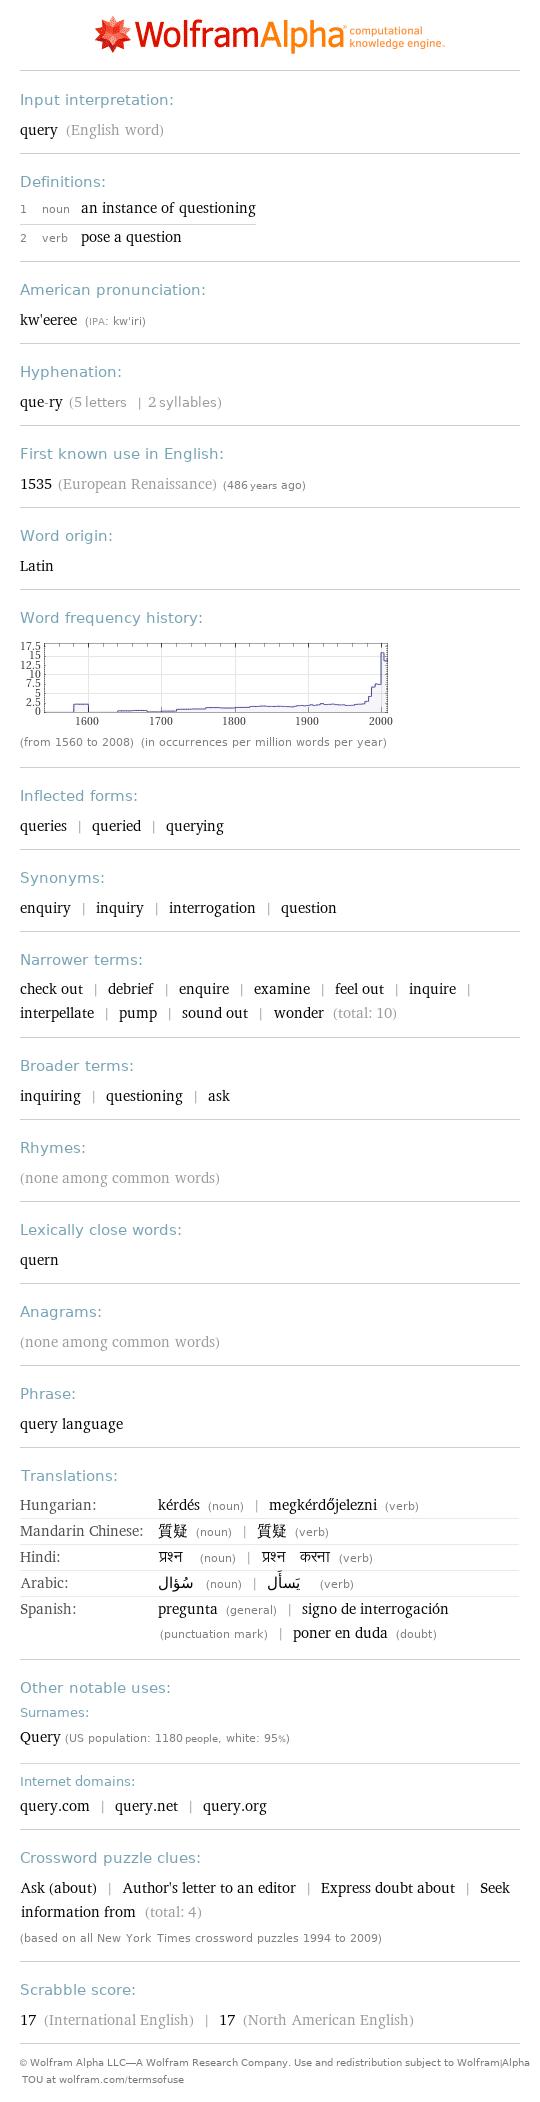 WolframAlpha computational
knowledge engine.
Input interpretation:
query (English word)
Definitions:
1 noun an instance of questioning
2 verb pose a question
American pronunciation:
kw'eeree (IPA: kw'iri)
Hyphenation:
que-ry (5 letters | 2 syllables)
First known use in English:
1535 (European Renaissance) (486 years ago)
Word origin:
Latin
Word frequency history:
17.5
15
12.5
10
7.5
5
2.5
0
1600 1700 1800 1900 2000
(from 1560 to 2008) (in occurrences per million words per year)
Inflected forms:
queries | queried | querying
Synonyms:
enquiry | inquiry | interrogation | question
Narrower terms:
check out | debrief | enquire | examine | feel out | inquire |
interpellate | pump | sound out | wonder (total: 10)
Broader terms:
inquiring | questioning | ask
Rhymes:
(none among common words)
Lexically close words:
quern
Anagrams:
(none among common words)
Phrase:
query language
Translations:
Hungarian: kérdés (noun) | megkérdőjelezni (verb)
Mandarin Chinese: 質疑 (noun) | 質疑 (verb)
Hindi: प्रश्न (noun) | प्रश्न करना (verb)
Arabic: سُؤال (noun) | يَسأَل (verb)
Spanish: pregunta (general) | signo de interrogación
(punctuation mark) | poner en duda (doubt)
Other notable uses:
Surnames:
Query (US population: 1180 people, white: 95%)
Internet domains:
query.com | query.net | query.org
Crossword puzzle clues:
Ask (about) | Author's letter to an editor | Express doubt about | Seek
information from (total: 4)
(based on all New York Times crossword puzzles 1994 to 2009)
Scrabble score:
17 (International English) | 17 (North American English)
© Wolfram Alpha LLC—A Wolfram Research Company. Use and redistribution subject to Wolfram|Alpha
TOU at wolfram.com/termsofuse